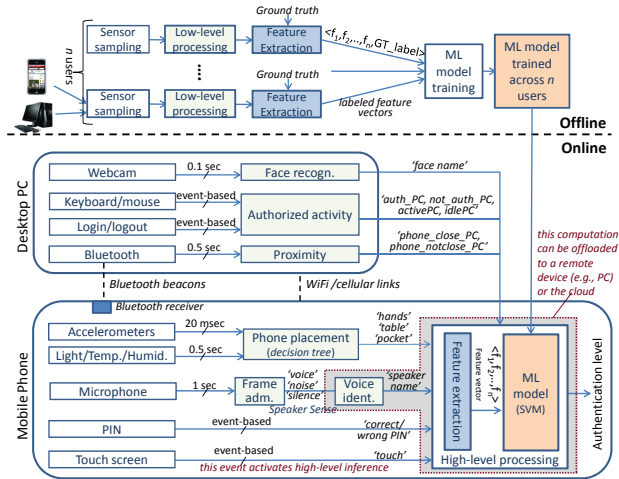 Ground truth
n users
Sensor sampling
Low-level processing
Feature Extraction
<f1,f2,..,fn,GT_label>
ML model training
ML model trained across n users
....
Ground truth
Sensor sampling
Low-level processing
Feature Extraction
labeled feature vectors
Offline
Online
Desktop PC
Webcam
0.1 sec
Face recogn.
'face name'
Keyboard/mouse
event-based
Authorized activity
'auth_PC, not_auth_PC,
activePC, idlePC'
Login/logout
event-based
Bluetooth
0.5 sec
Proximity
'phone_close_PC,
phone_notclose_PC'
this computation
can be offloaded
to a remote
device (e.g., PC)
or the cloud
Bluetooth beacons
WiFi /cellular links
Bluetooth receiver
Mobile Phone
Accelerometers
20 msec
Phone placement
(decision tree)
'hands'
'table'
'pocket'
Light/Temp./Humid.
0.5 sec
Microphone
1 sec
Frame adm.
'voice'
'noise'
'silence'
Speaker Sense
Voice ident.
'speaker name'
PIN
event-based
'correct/
wrong PIN'
Touch screen
event-based
'touch'
this event activates high-level inference
Feature extraction
<f1,f2,...,fn>
Feature vector
ML model
(SVM)
High-level processing
Authentication level